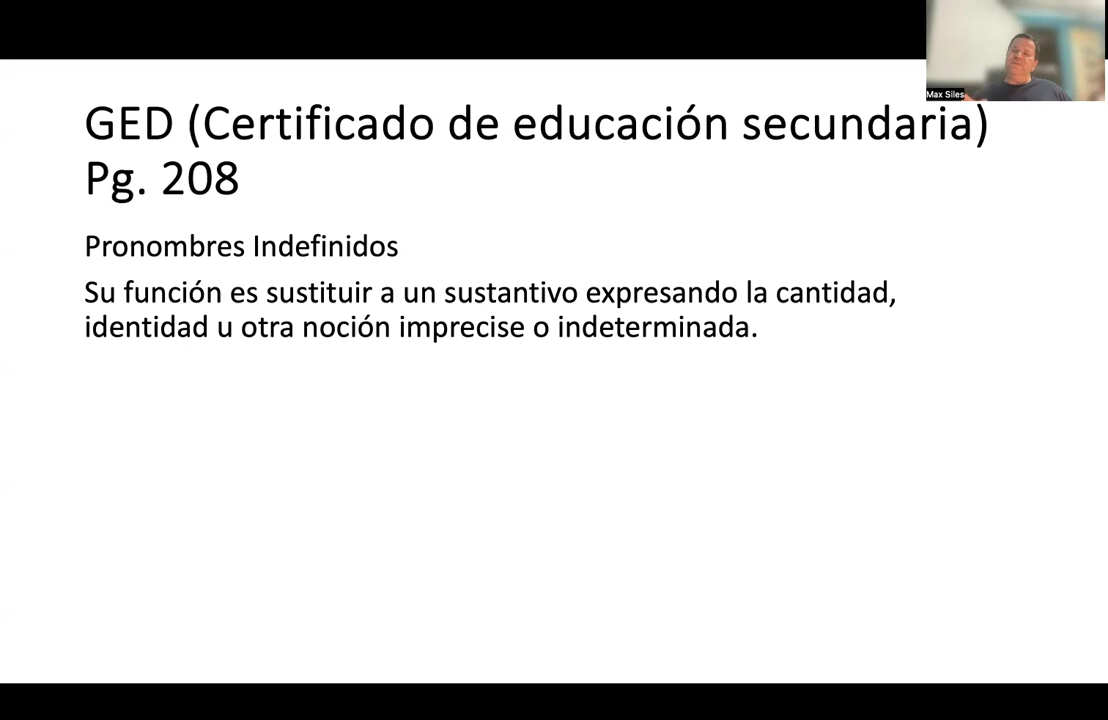 Max Siles
GED (Certificado de educación secundaria)
Pg. 208
Pronombres Indefinidos
Su función es sustituir a un sustantivo expresando la cantidad,
identidad u otra noción imprecise o indeterminada.